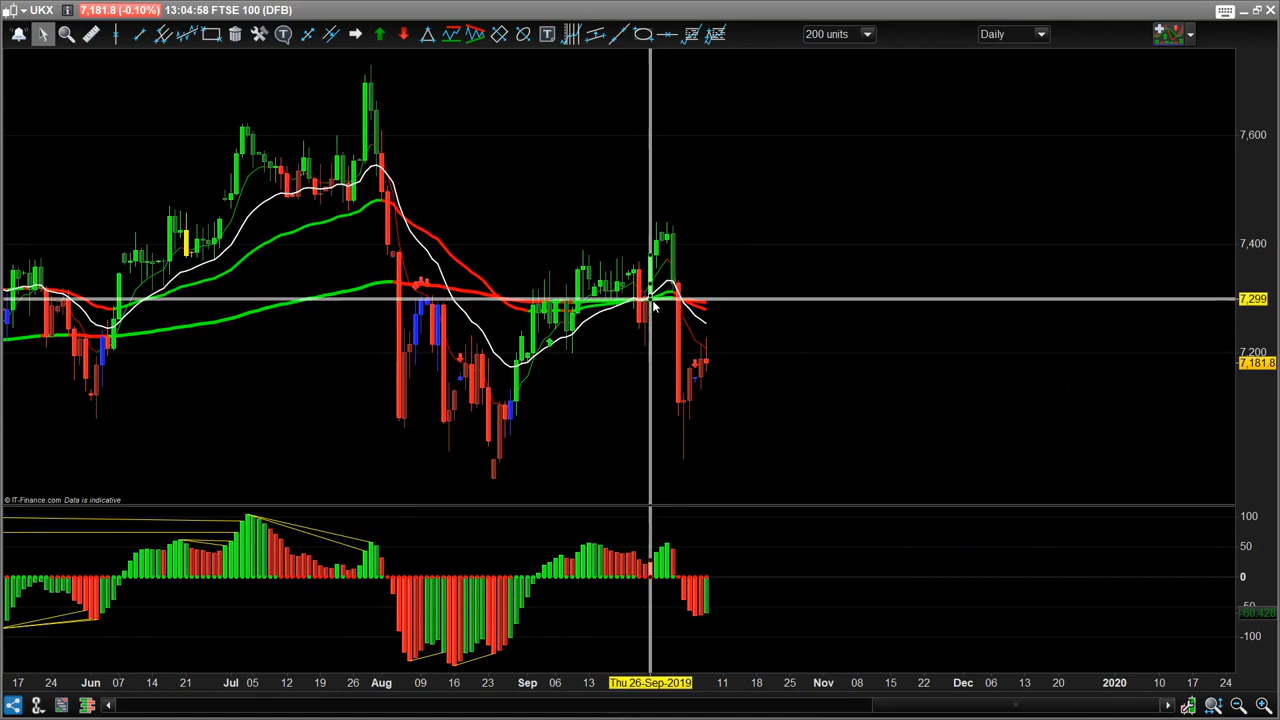 UKX i 7,181.8 (-0.10%) 13:04:58 FTSE 100 (DFB)
200 units Daily
7,600
7,400
7,299
7,200
7,181.8
© IT-Finance.com Data is indicative
100
50
0
-100
17 24 Jun 07 14 21 Jul 05 12 19 26 Aug 09 16 23 Sep 06 13 Thu 26-Sep-2019 11 18 25 Nov 08 15 22 Dec 06 13 20 2020 10 17 24